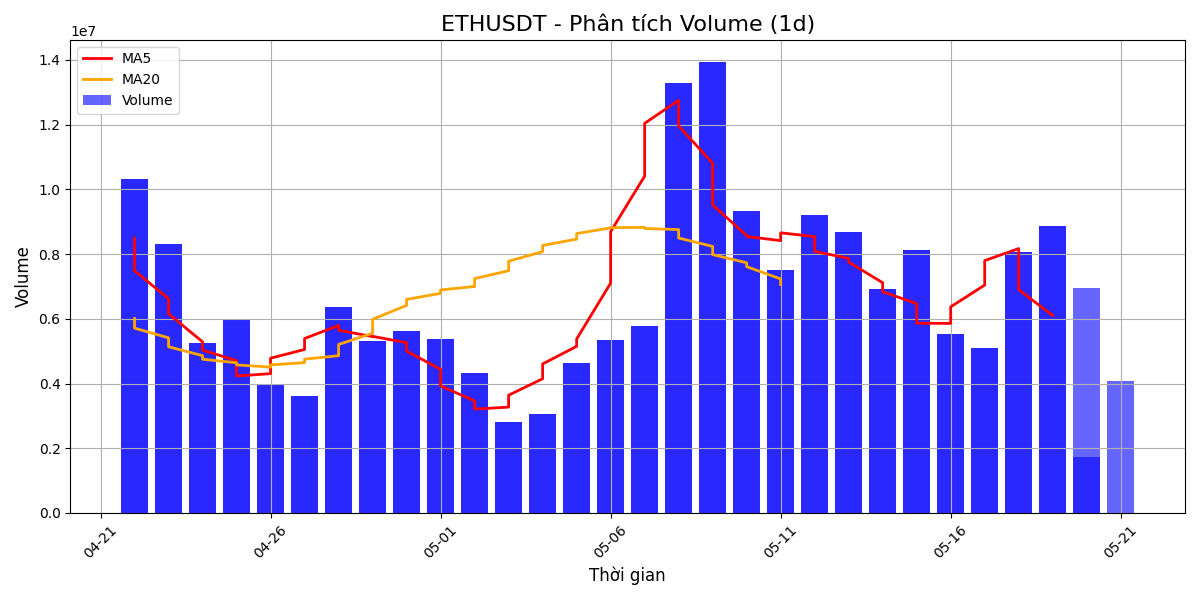 ETHUSDT - Phân tích Volume (1d)
1e7
MA5
MA20
Volume
1.4
1.2
1.0
0.8
0.6
0.4
0.2
0.0
Volume
04-21
04-26
05-01
05-06
05-11
05-16
05-21
Thời gian